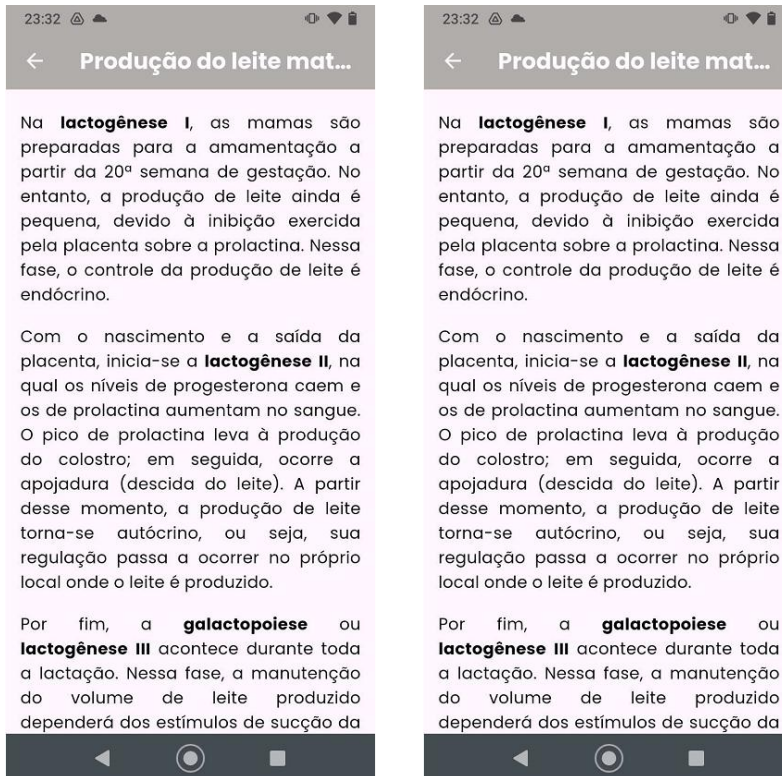 23:32
Produção do leite mat...
Na lactogênese I, as mamas são
preparadas para a amamentação a
partir da 20ª semana de gestação. No
entanto, a produção de leite ainda é
pequena, devido à inibição exercida
pela placenta sobre a prolactina. Nessa
fase, o controle da produção de leite é
endócrino.
Com o nascimento e a saída da
placenta, inicia-se a lactogênese II, na
qual os níveis de progesterona caem e
os de prolactina aumentam no sangue.
O pico de prolactina leva à produção
do colostro; em seguida, ocorre a
apojadura (descida do leite). A partir
desse momento, a produção de leite
torna-se autócrino, ou seja, sua
regulação passa a ocorrer no próprio
local onde o leite é produzido.
Por fim, a galactopoiese ou
lactogênese III acontece durante toda
a lactação. Nessa fase, a manutenção
do volume de leite produzido
dependerá dos estímulos de sucção da
23:32
Produção do leite mat...
Na lactogênese I, as mamas são
preparadas para a amamentação a
partir da 20ª semana de gestação. No
entanto, a produção de leite ainda é
pequena, devido à inibição exercida
pela placenta sobre a prolactina. Nessa
fase, o controle da produção de leite é
endócrino.
Com o nascimento e a saída da
placenta, inicia-se a lactogênese II, na
qual os níveis de progesterona caem e
os de prolactina aumentam no sangue.
O pico de prolactina leva à produção
do colostro; em seguida, ocorre a
apojadura (descida do leite). A partir
desse momento, a produção de leite
torna-se autócrino, ou seja, sua
regulação passa a ocorrer no próprio
local onde o leite é produzido.
Por fim, a galactopoiese ou
lactogênese III acontece durante toda
a lactação. Nessa fase, a manutenção
do volume de leite produzido
dependerá dos estímulos de sucção da